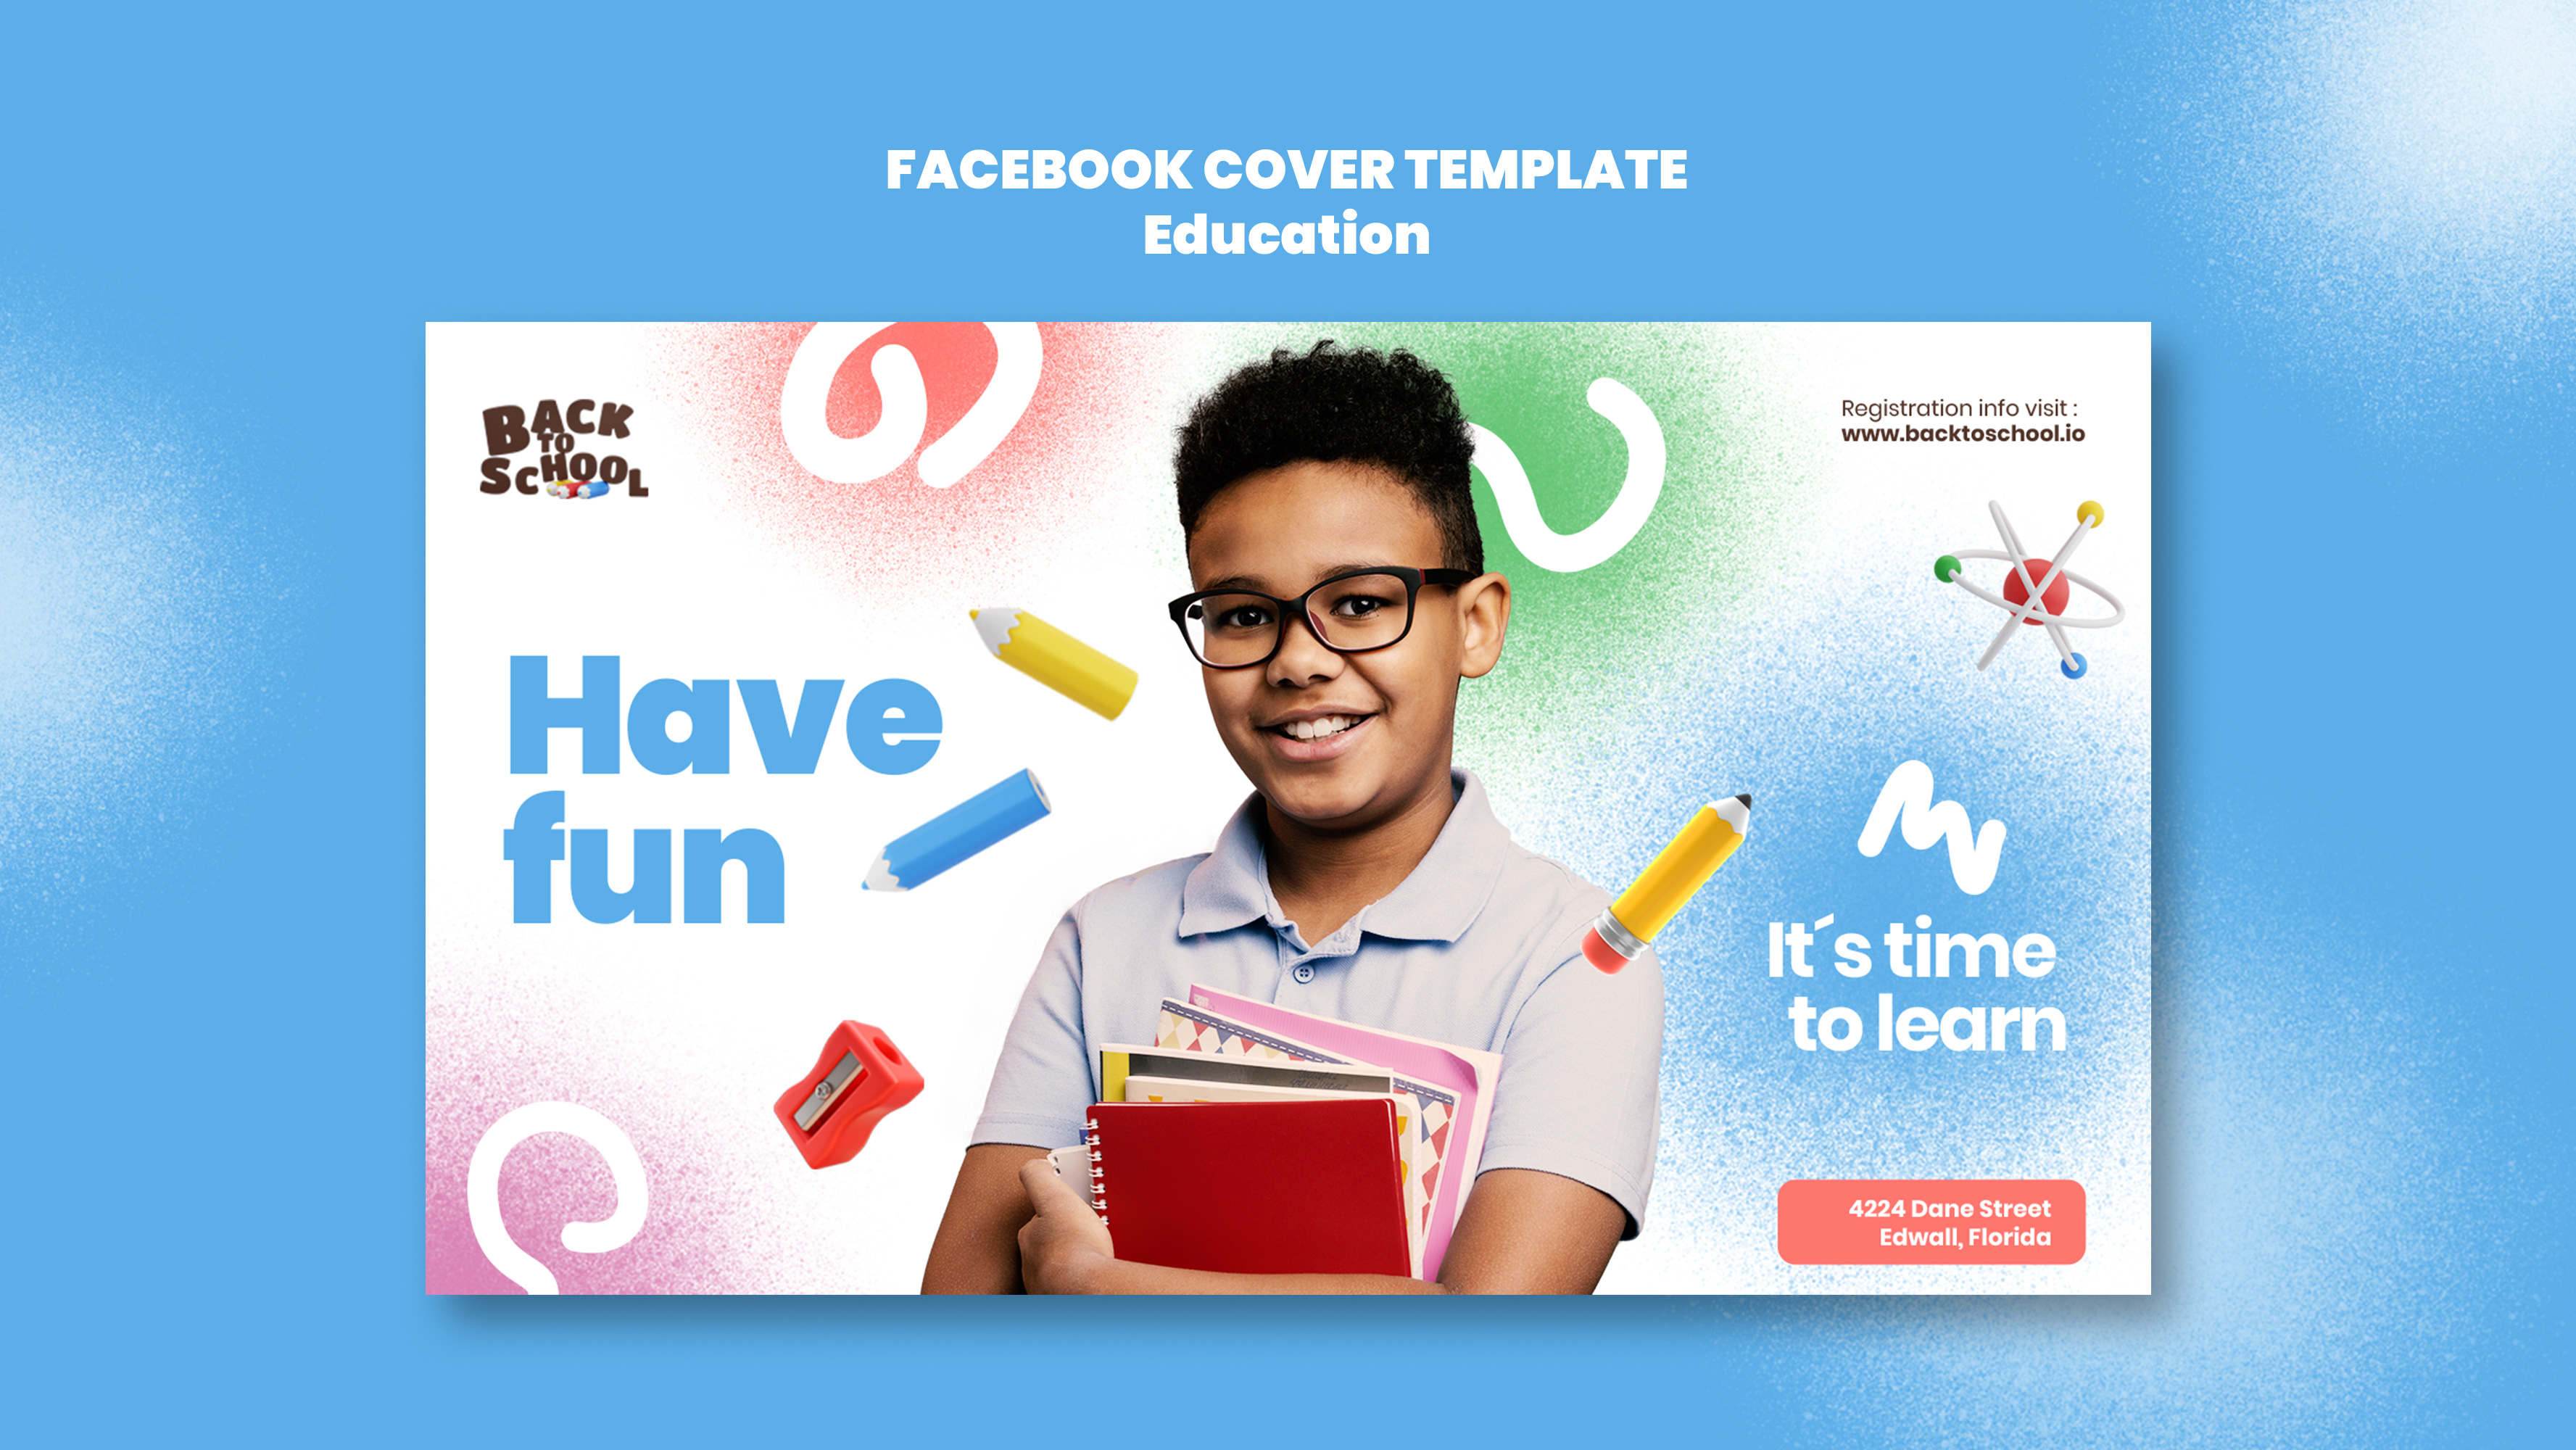 FACEBOOK COVER TEMPLATE
Education
BACK
TO
SCHOOL
Registration info visit :
www.backtoschool.io
Have
fun
It´s time
to learn
4224 Dane Street
Edwall, Florida